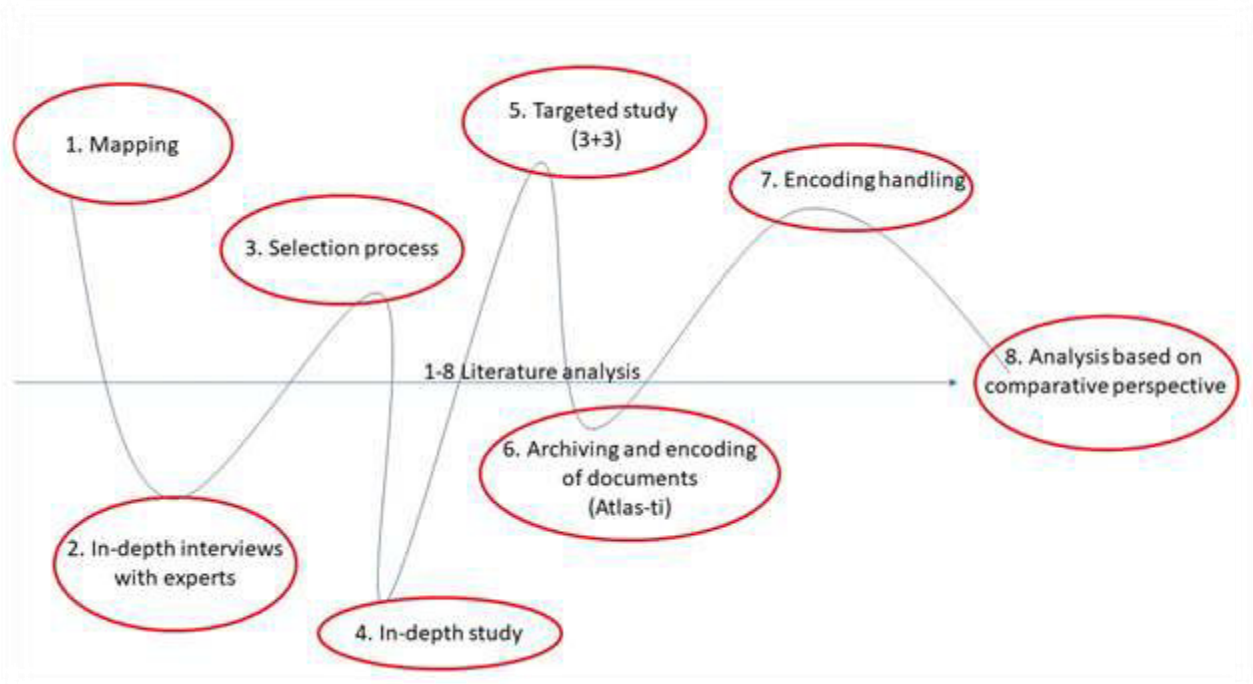 1. Mapping
2. In-depth interviews
with experts
3. Selection process
4. In-depth study
5. Targeted study
(3+3)
1-8 Literature analysis
6. Archiving and encoding
of documents
(Atlas-ti)
7. Encoding handling
8. Analysis based on
comparative perspective